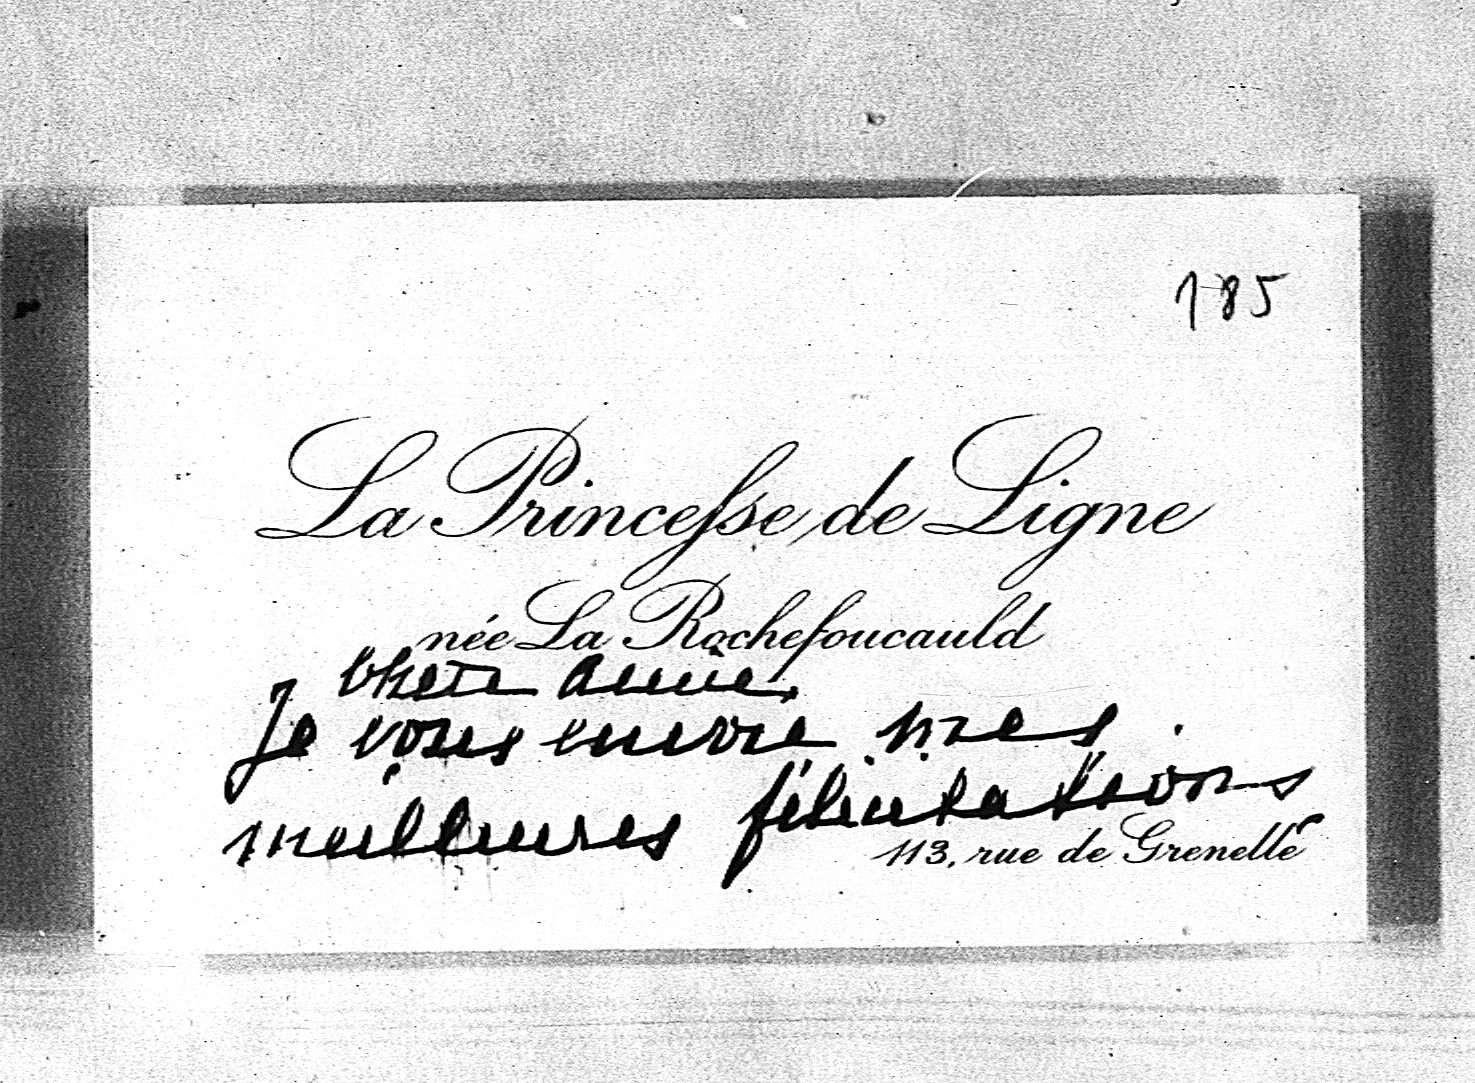 185
La Princesse de Ligne
née La Rochefoucauld
Chère amie,
Je vous envoie mes
meilleures félicitations
113, rue de Grenelle